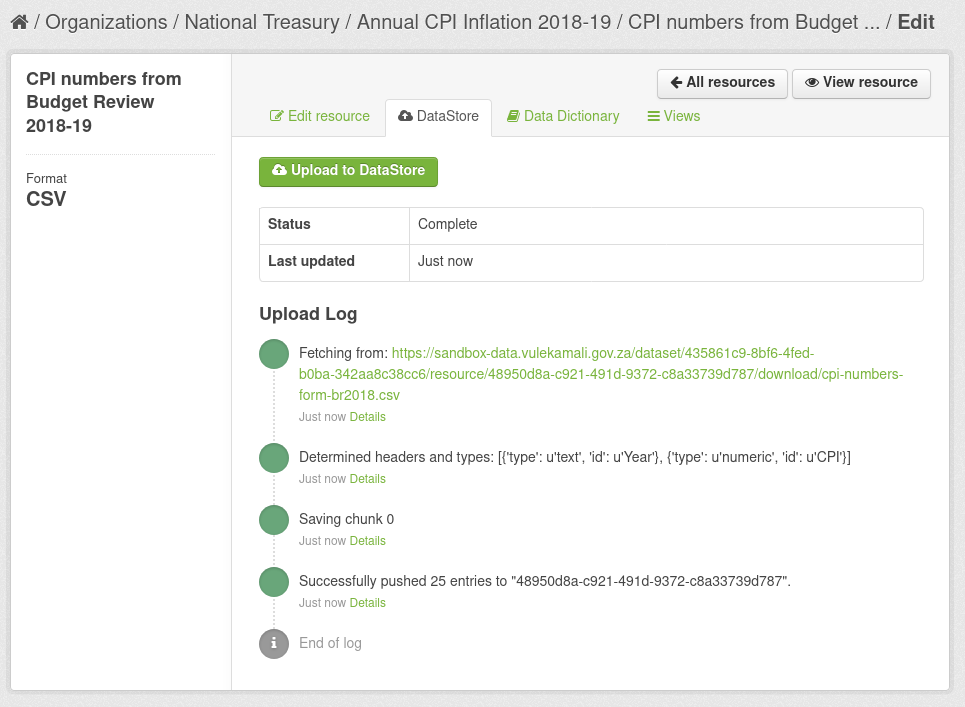 / Organizations / National Treasury / Annual CPI Inflation 2018-19 / CPI numbers from Budget ... / Edit
CPI numbers from
Budget Review
2018-19
Format
CSV
All resources
View resource
Edit resource
DataStore
Data Dictionary
Views
Upload to DataStore
Status Complete
Last updated Just now
Upload Log
Fetching from: https://sandbox-data.vulekamali.gov.za/dataset/435861c9-8bf6-4fed-
b0ba-342aa8c38cc6/resource/48950d8a-c921-491d-9372-c8a33739d787/download/cpi-numbers-
form-br2018.csv
Just now Details
Determined headers and types: [{'type': u'text', 'id': u'Year'}, {'type': u'numeric', 'id': u'CPI'}]
Just now Details
Saving chunk 0
Just now Details
Successfully pushed 25 entries to "48950d8a-c921-491d-9372-c8a33739d787".
Just now Details
End of log